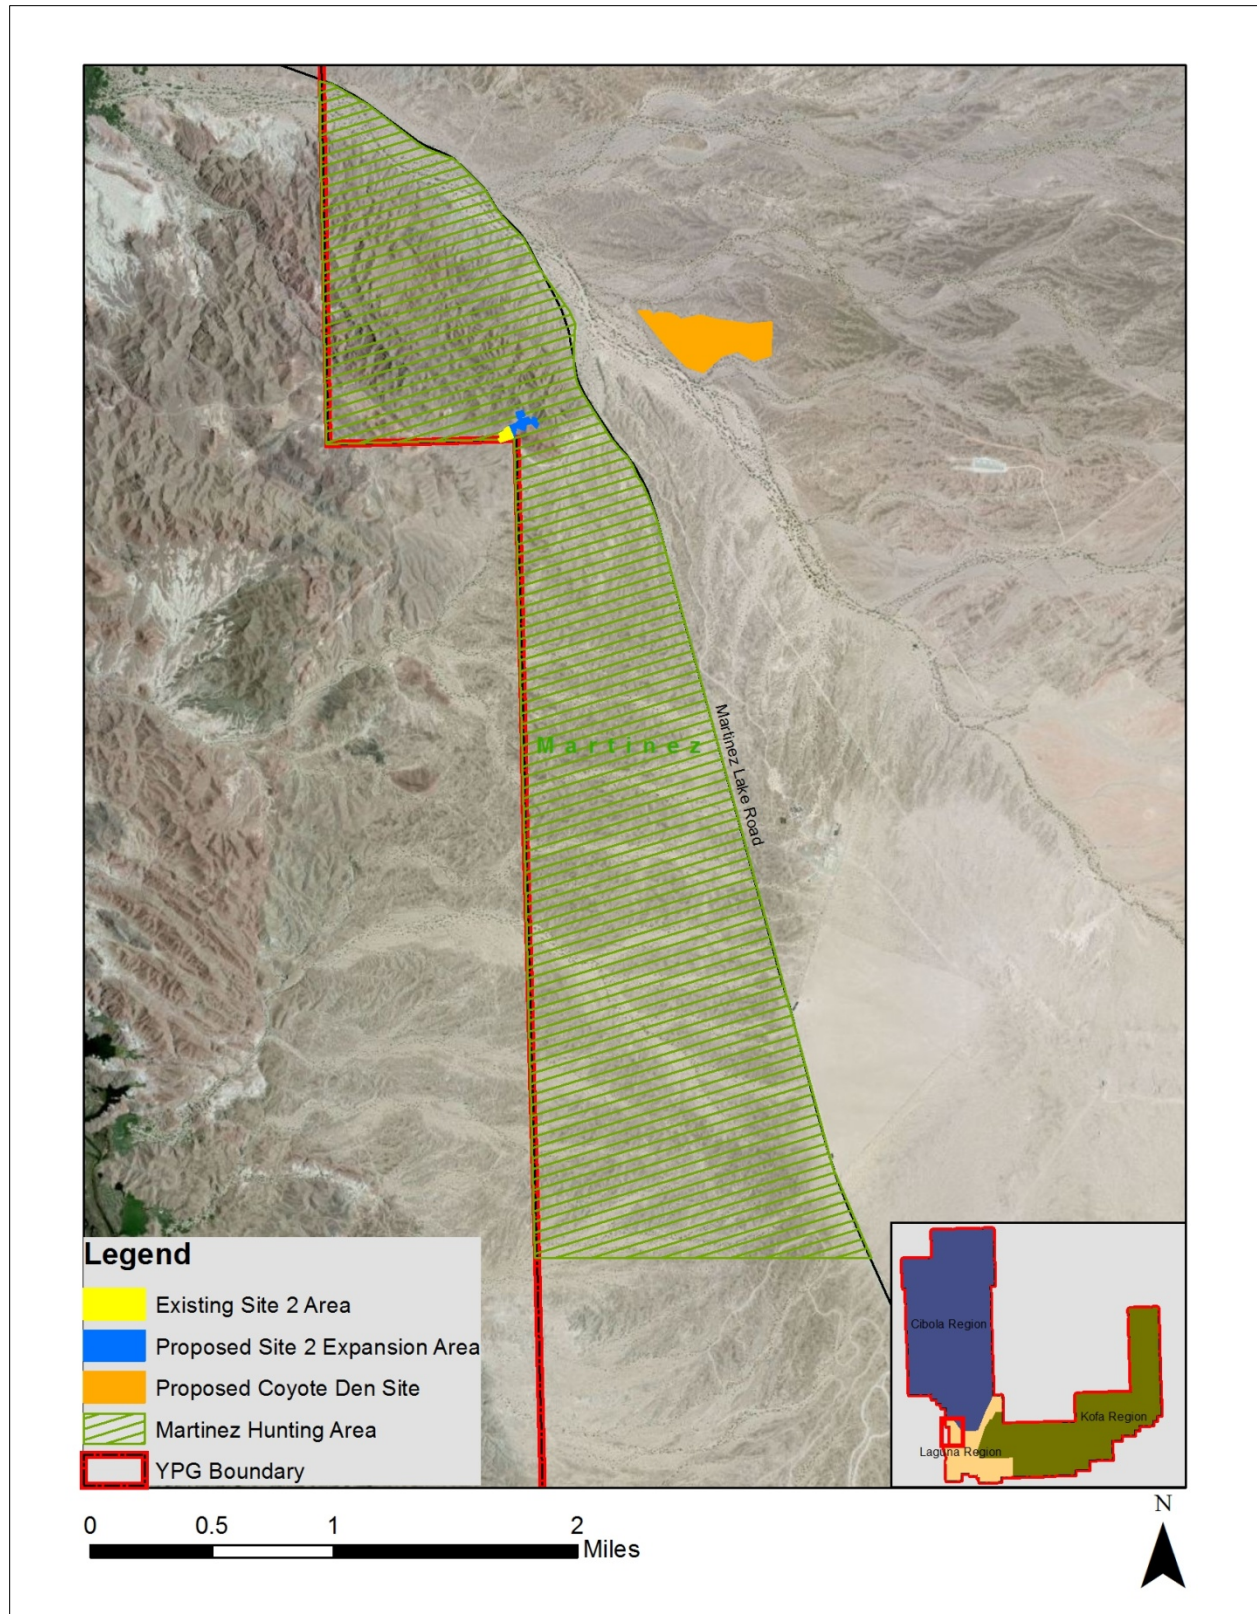 Martinez
Martinez Lake Road
Legend
Existing Site 2 Area
Proposed Site 2 Expansion Area
Proposed Coyote Den Site
Martinez Hunting Area
YPG Boundary
Cibola Region
Kofa Region
Laguna Region
0 0.5 1 2
Miles
N